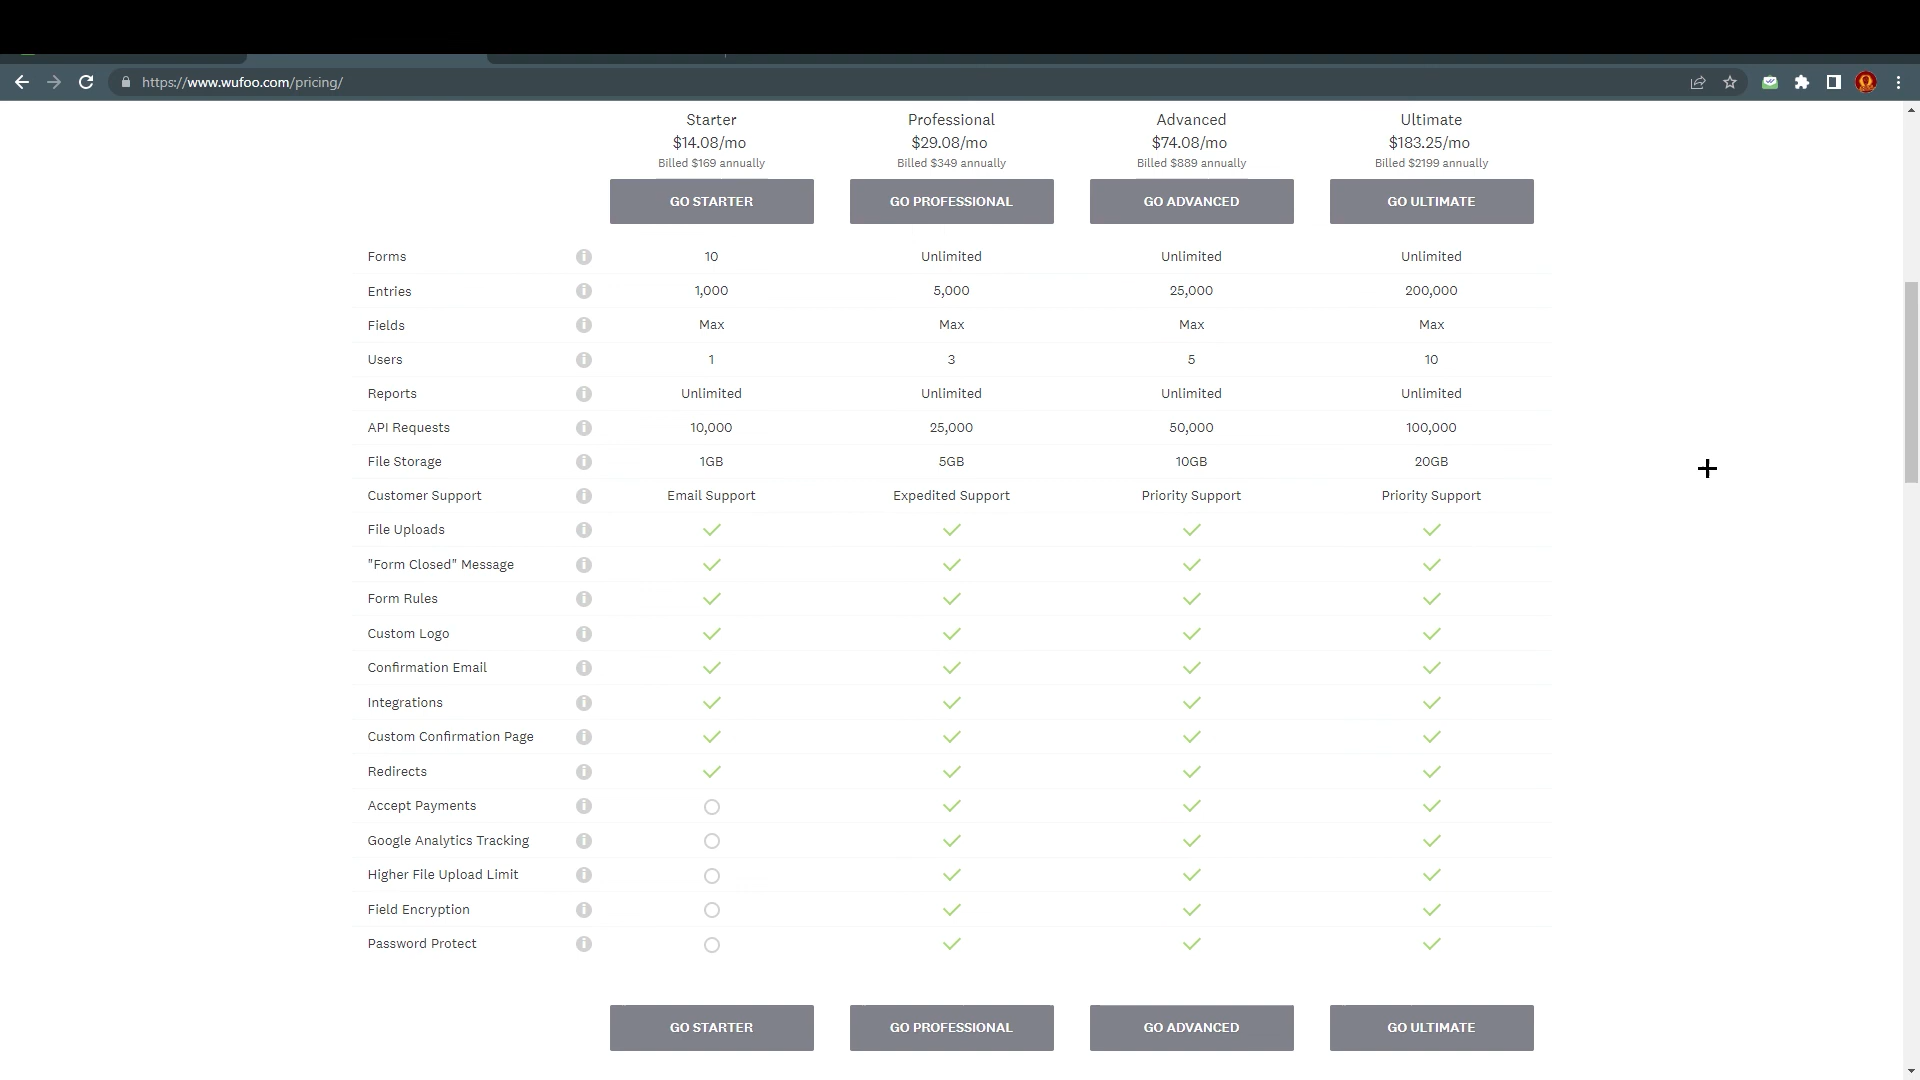 https://www.wufoo.com/pricing/
Starter Professional Advanced Ultimate
$14.08/mo $29.08/mo $74.08/mo $183.25/mo
Billed $169 annually Billed $349 annually Billed $889 annually Billed $2199 annually
GO STARTER GO PROFESSIONAL GO ADVANCED GO ULTIMATE
Forms 10 Unlimited Unlimited Unlimited
Entries 1,000 5,000 25,000 200,000
Fields Max Max Max Max
Users 1 3 5 10
Reports Unlimited Unlimited Unlimited Unlimited
API Requests 10,000 25,000 50,000 100,000
File Storage 1GB 5GB 10GB 20GB
Customer Support Email Support Expedited Support Priority Support Priority Support
File Uploads
"Form Closed" Message
Form Rules
Custom Logo
Confirmation Email
Integrations
Custom Confirmation Page
Redirects
Accept Payments
Google Analytics Tracking
Higher File Upload Limit
Field Encryption
Password Protect
GO STARTER GO PROFESSIONAL GO ADVANCED GO ULTIMATE